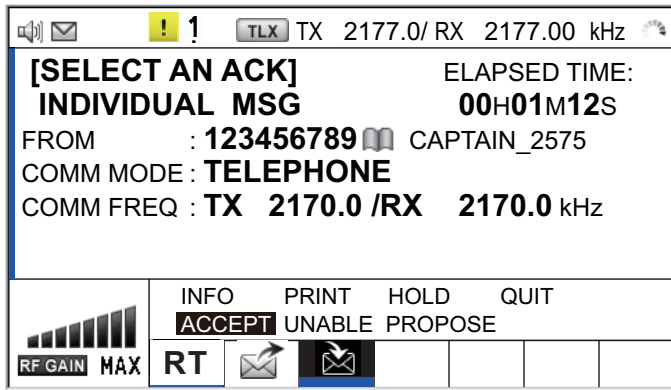 ! 1 TLX TX 2177.0/ RX 2177.00 kHz
[SELECT AN ACK] ELAPSED TIME:
INDIVIDUAL MSG 00H01M12S
FROM : 123456789 CAPTAIN_2575
COMM MODE : TELEPHONE
COMM FREQ : TX 2170.0 /RX 2170.0 kHz
INFO PRINT HOLD QUIT
ACCEPT UNABLE PROPOSE
RF GAIN MAX RT